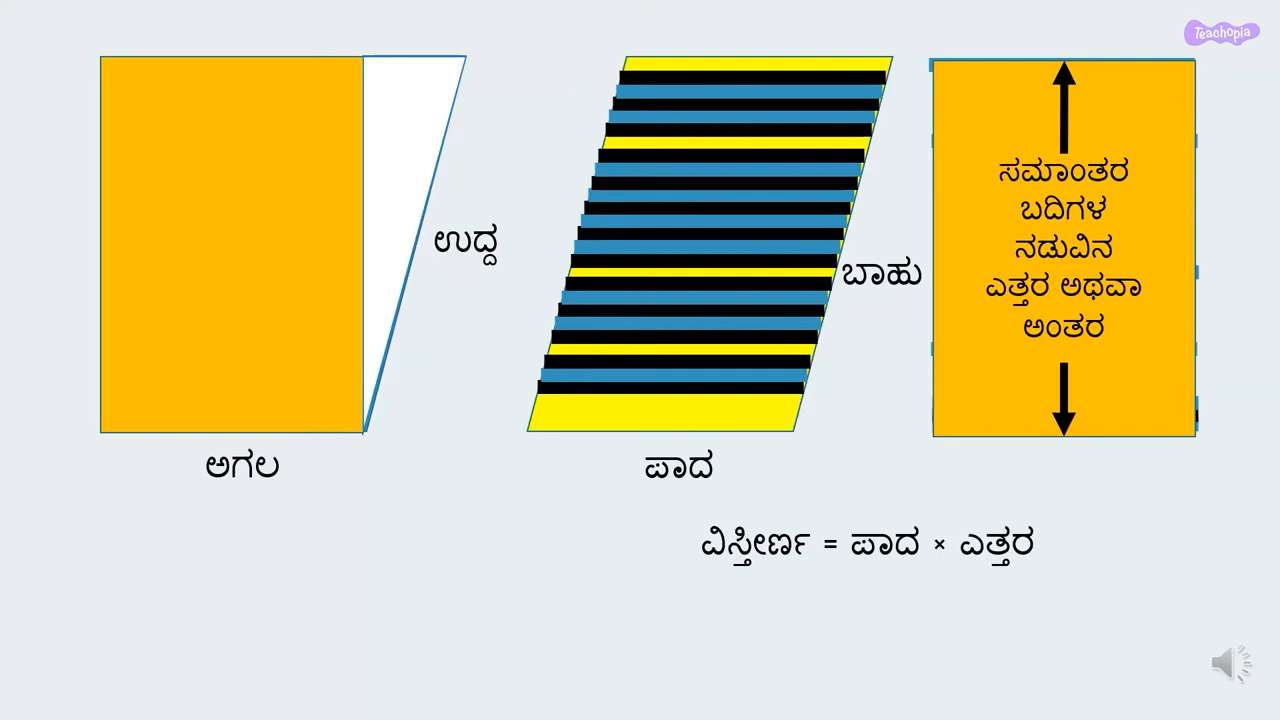 Teachopia
ಉದ್ದ
ಅಗಲ
ಬಾಹು
ಪಾದ
ಸಮಾಂತರ
ಬದಿಗಳ
ನಡುವಿನ
ಎತ್ತರ ಅಥವಾ
ಅಂತರ
ವಿಸ್ತೀರ್ಣ = ಪಾದ × ಎತ್ತರ